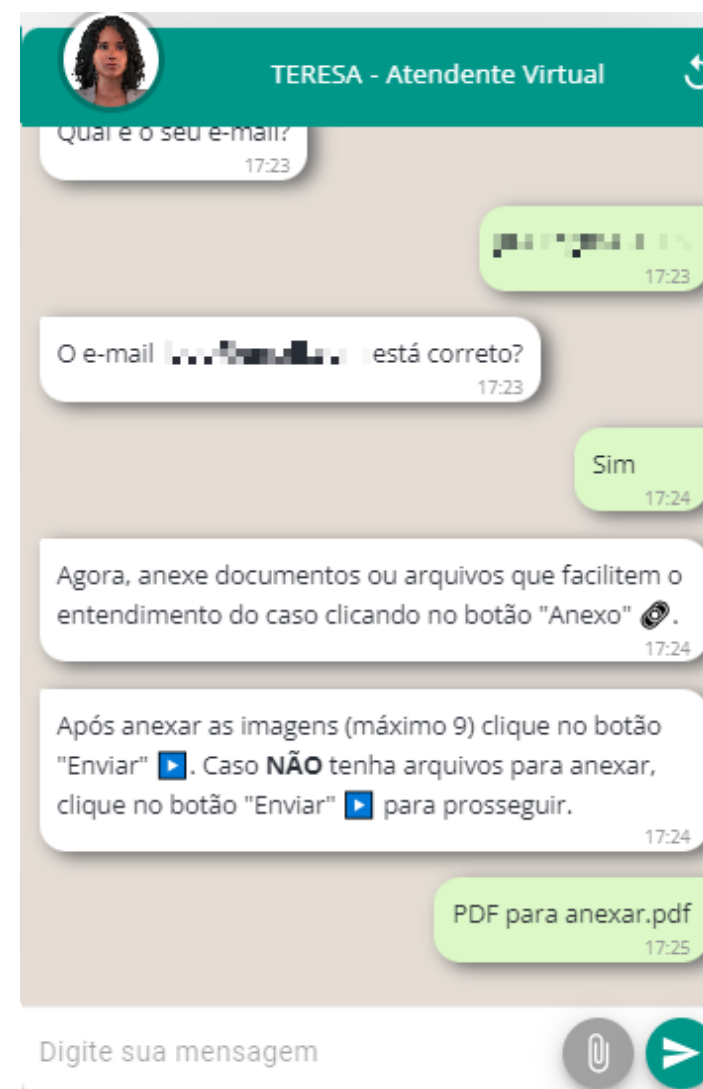 TERESA - Atendente Virtual
Qual é o seu e-mail?
17:23
17:23
O e-mail está correto?
17:23
Sim
17:24
Agora, anexe documentos ou arquivos que facilitem o
entendimento do caso clicando no botão "Anexo" .
17:24
Após anexar as imagens (máximo 9) clique no botão
"Enviar" . Caso NÃO tenha arquivos para anexar,
clique no botão "Enviar" para prosseguir.
17:24
PDF para anexar.pdf
17:25
Digite sua mensagem